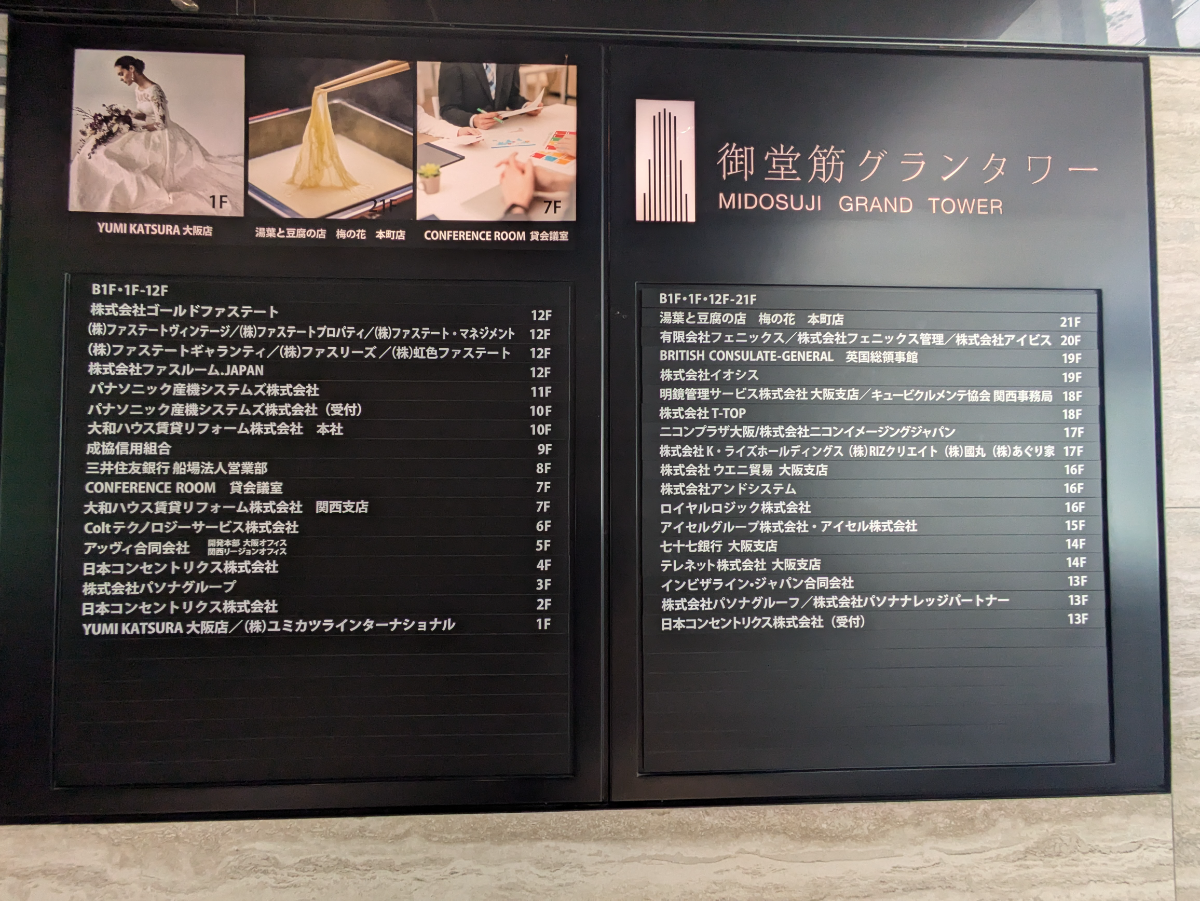 1F
21F
7F
YUMI KATSURA 大阪店
湯葉と豆腐の店 梅の花 本町店
CONFERENCE ROOM 貸会議室
B1F・1F-12F
株式会社ゴールドファステート 12F
(株)ファステートヴィンテージ／(株)ファステートプロパティ／(株)ファステート・マネジメント 12F
(株)ファステートギャランティ／(株)ファスリーズ／(株)虹色ファステート 12F
株式会社ファスルーム.JAPAN 12F
パナソニック産機システムズ株式会社 11F
パナソニック産機システムズ株式会社（受付） 10F
大和ハウス賃貸リフォーム株式会社 本社 10F
成協信用組合 9F
三井住友銀行 船場法人営業部 8F
CONFERENCE ROOM 貸会議室 7F
大和ハウス賃貸リフォーム株式会社 関西支店 7F
Colt テクノロジーサービス株式会社 6F
アッヴィ合同会社 開発本部 大阪オフィス 関西リージョンオフィス 5F
日本コンセントリクス株式会社 4F
株式会社パソナグループ 3F
日本コンセントリクス株式会社 2F
YUMI KATSURA 大阪店／(株)ユミカツラインターナショナル 1F
御堂筋グランタワー
MIDOSUJI GRAND TOWER
B1F・1F・12F-21F
湯葉と豆腐の店 梅の花 本町店 21F
有限会社フェニックス／株式会社フェニックス管理／株式会社アイビス 20F
BRITISH CONSULATE-GENERAL 英国総領事館 19F
株式会社イオシス 19F
明鏡管理サービス株式会社 大阪支店／キュービクルメンテ協会 関西事務局 18F
株式会社 T-TOP 18F
ニコンプラザ大阪/株式会社ニコンイメージングジャパン 17F
株式会社 K・ライズホールディングス (株)RIZクリエイト (株)國丸 (株)あぐり家 17F
株式会社 ウエニ貿易 大阪支店 16F
株式会社アンドシステム 16F
ロイヤルロジック株式会社 16F
アイセルグループ株式会社・アイセル株式会社 15F
七十七銀行 大阪支店 14F
テレネット株式会社 大阪支店 14F
インビザライン・ジャパン合同会社 13F
株式会社パソナグループ／株式会社パソナナレッジパートナー 13F
日本コンセントリクス株式会社（受付） 13F